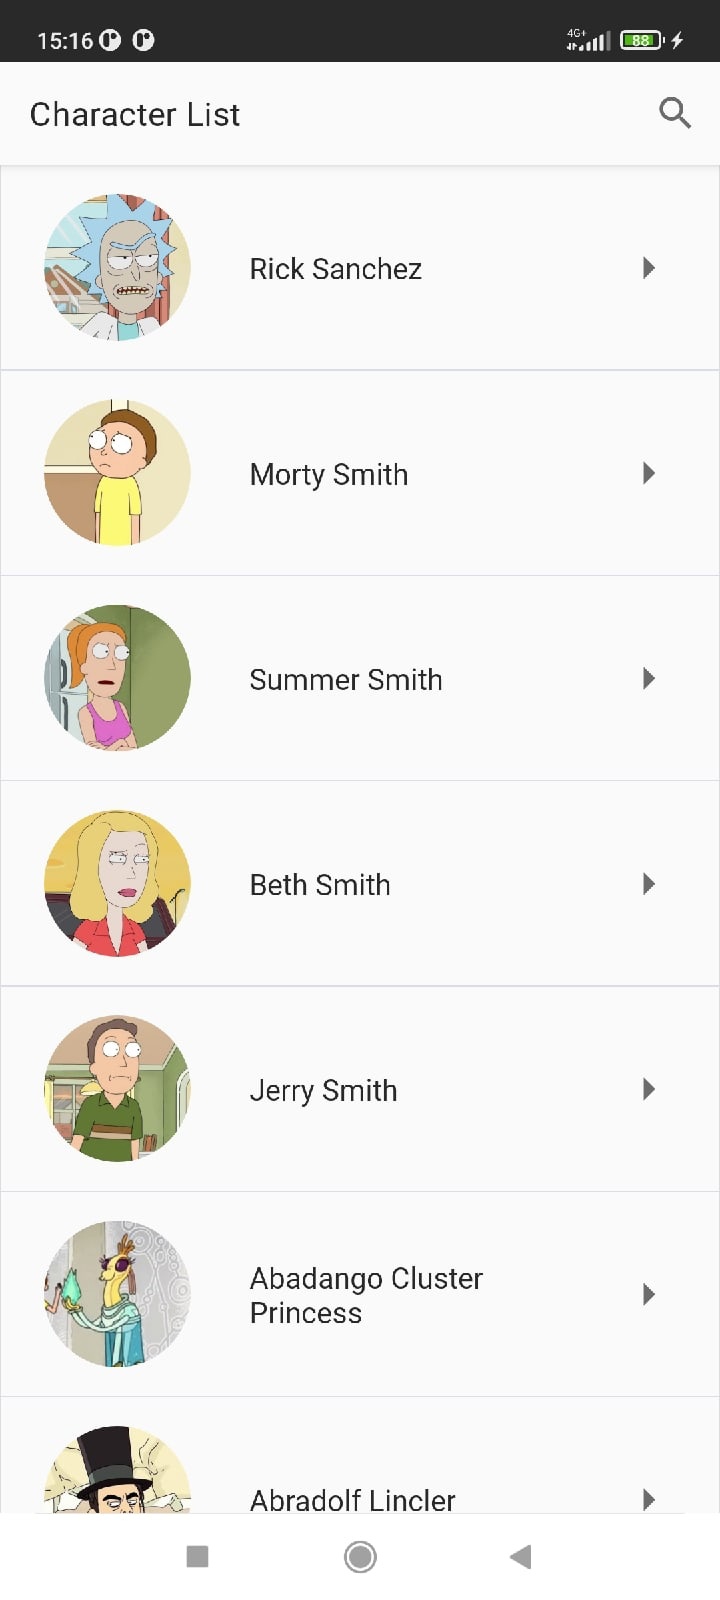 15:16
4G+
88
Character List
Rick Sanchez
Morty Smith
Summer Smith
Beth Smith
Jerry Smith
Abadango Cluster
Princess
Abradolf Lincler